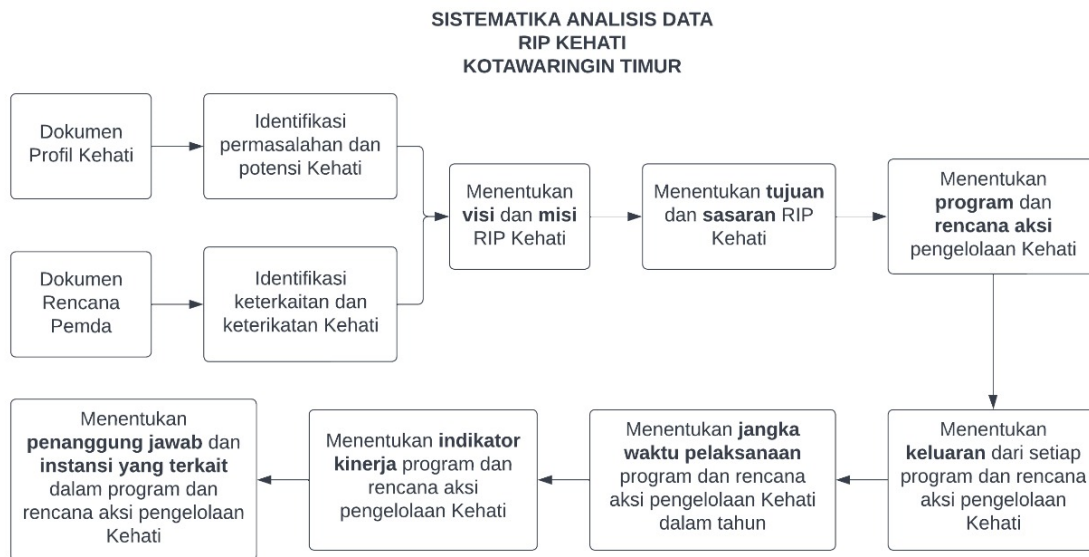 SISTEMATIKA ANALISIS DATA
RIP KEHATI
KOTAWARINGIN TIMUR
Dokumen
Profil Kehati
Identifikasi
permasalahan dan
potensi Kehati
Dokumen
Rencana
Pemda
Identifikasi
keterkaitan dan
keterikatan Kehati
Menentukan
visi dan misi
RIP Kehati
Menentukan tujuan
dan sasaran RIP
Kehati
Menentukan
program dan
rencana aksi
pengelolaan Kehati
Menentukan
keluaran dari setiap
program dan rencana
aksi pengelolaan
Kehati
Menentukan jangka
waktu pelaksanaan
program dan rencana
aksi pengelolaan Kehati
dalam tahun
Menentukan indikator
kinerja program dan
rencana aksi
pengelolaan Kehati
Menentukan
penanggung jawab dan
instansi yang terkait
dalam program dan
rencana aksi pengelolaan
Kehati